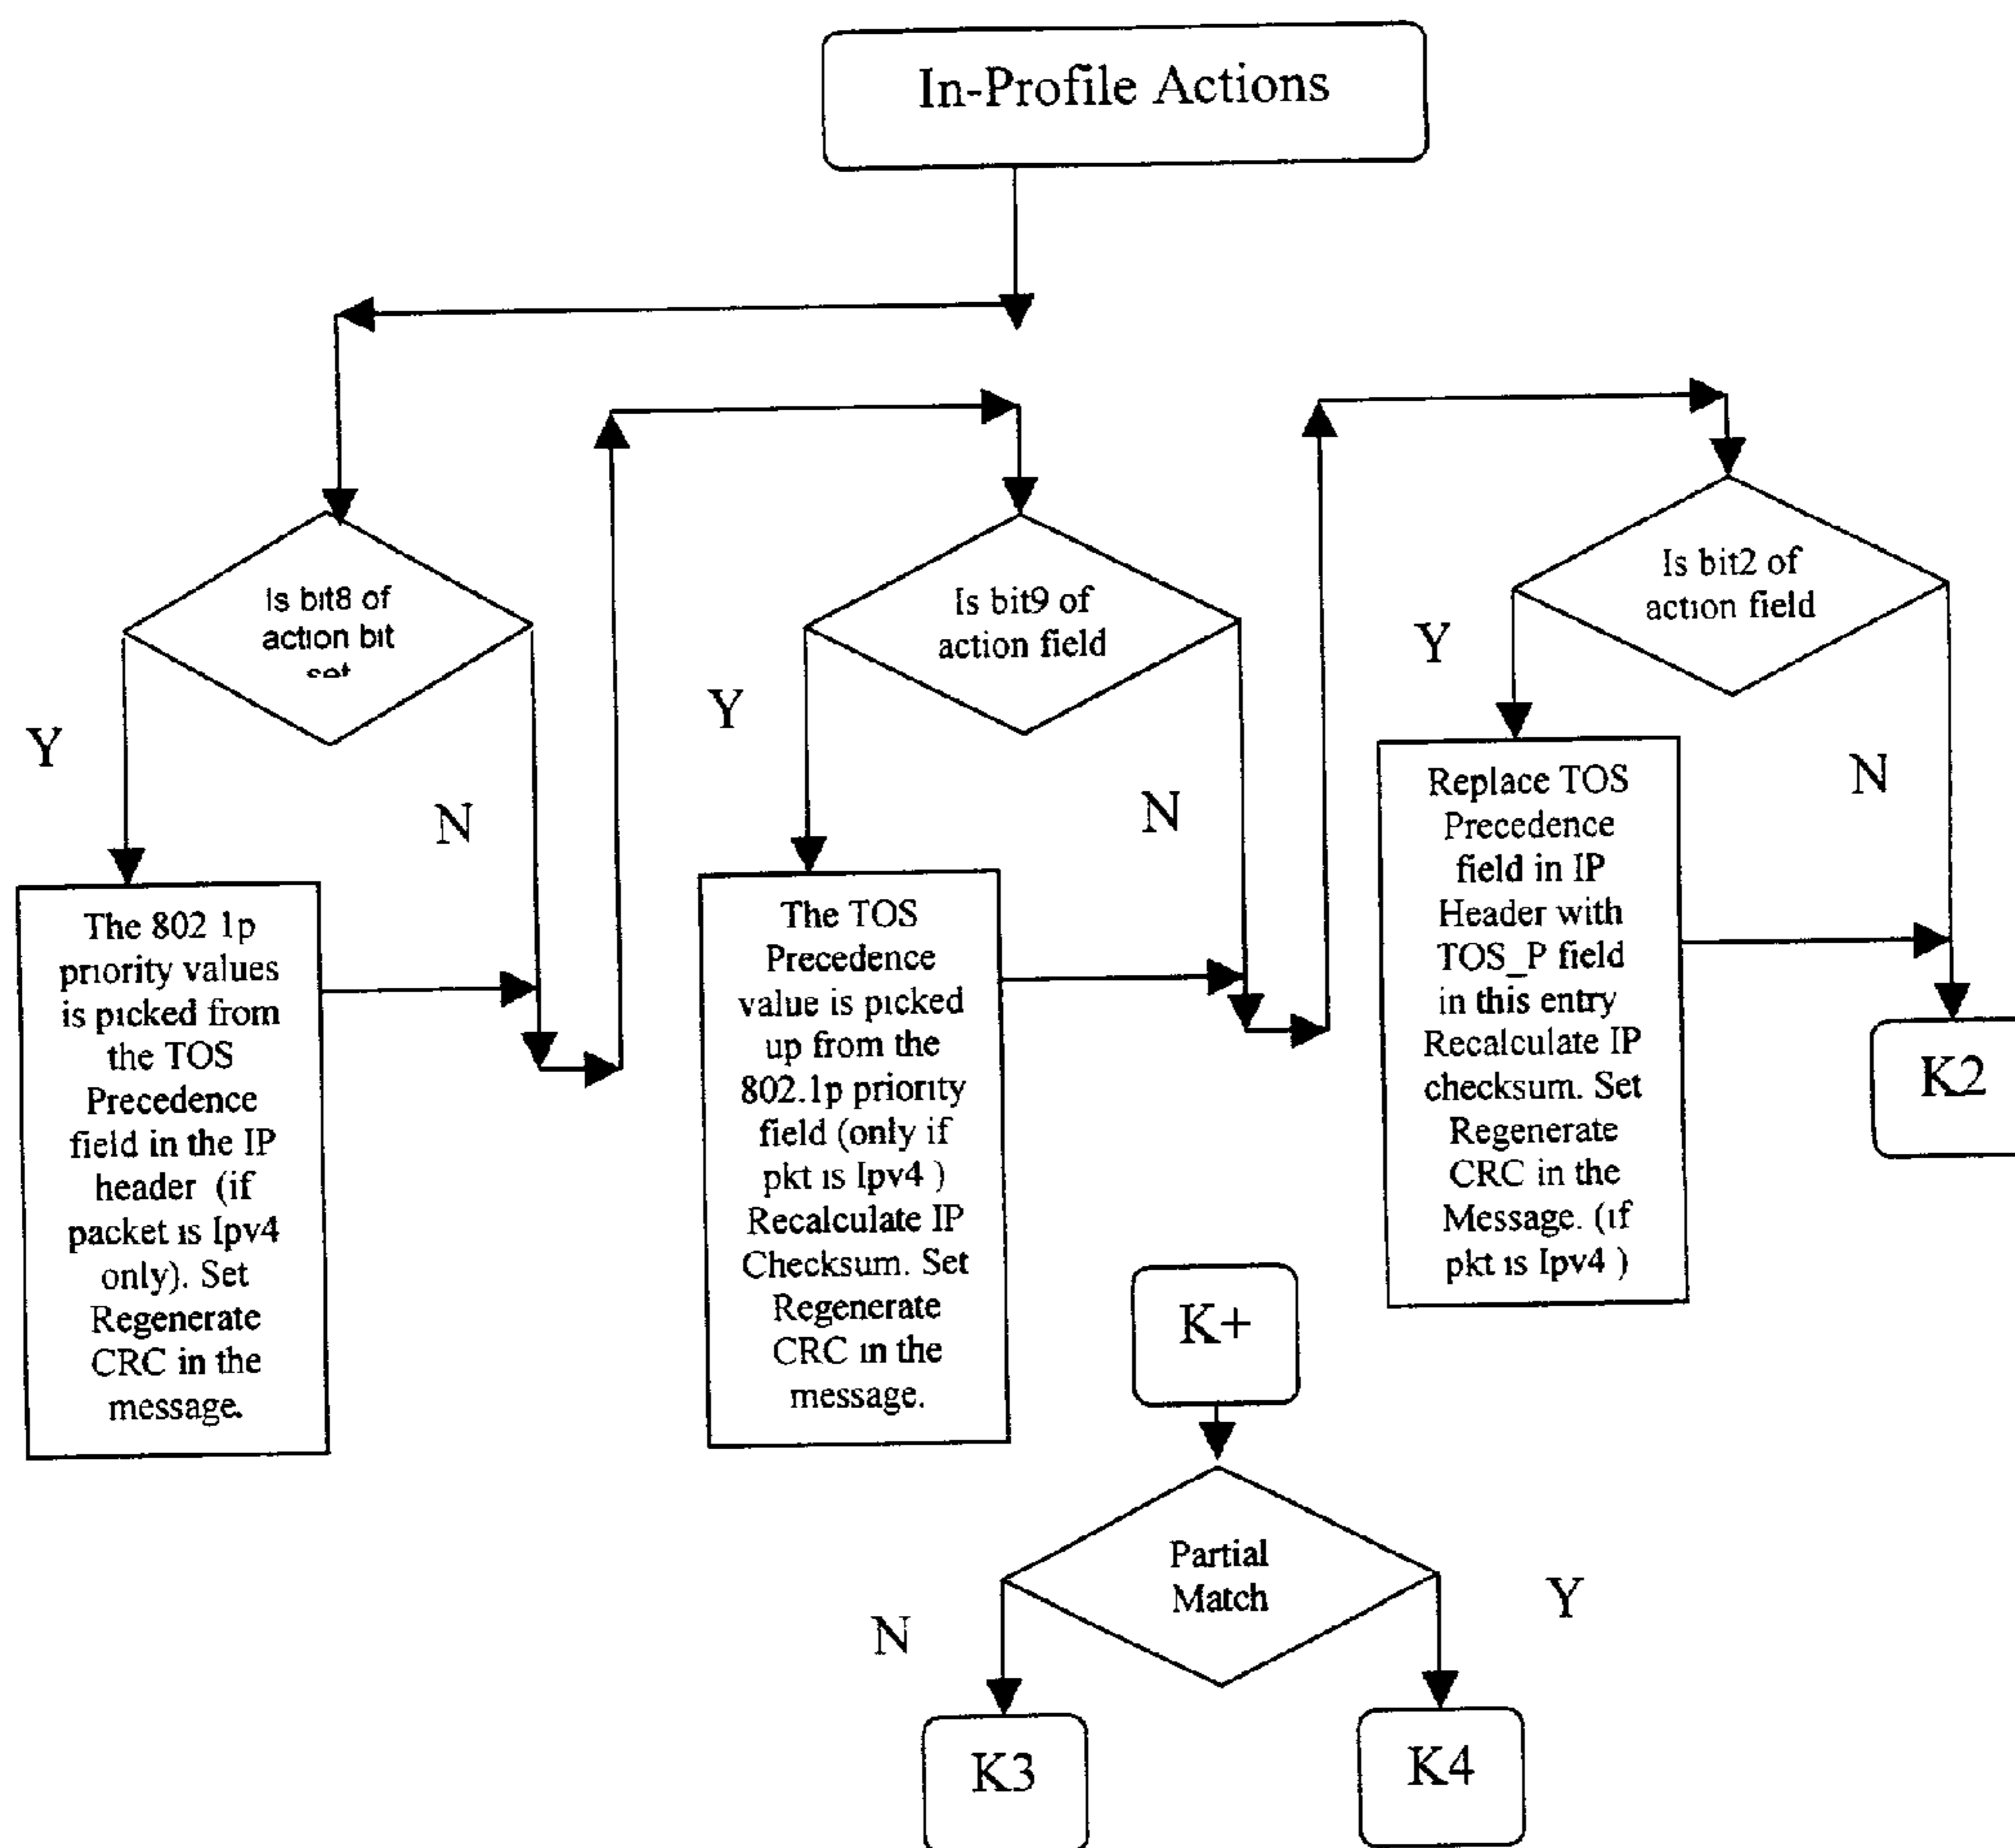 In-Profile Actions
Is bit8 of
action bit
set
Y
N
The 802 1p
priority values
is picked from
the TOS
Precedence
field in the IP
header (if
packet is Ipv4
only). Set
Regenerate
CRC in the
message.
Is bit9 of
action field
Y
N
The TOS
Precedence
value is picked
up from the
802.1p priority
field (only if
pkt is Ipv4 )
Recalculate IP
Checksum. Set
Regenerate
CRC in the
message.
Is bit2 of
action field
Y
N
Replace TOS
Precedence
field in IP
Header with
TOS_P field
in this entry
Recalculate IP
checksum. Set
Regenerate
CRC in the
Message. (if
pkt is Ipv4 )
K2
K+
Partial
Match
N
Y
K3
K4